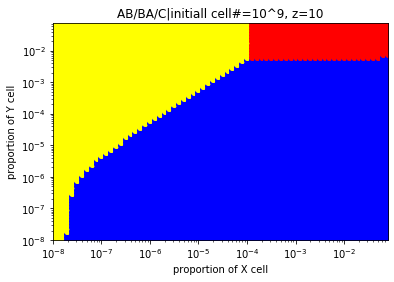 AB/BA/C|initiall cell#=10^9, z=10
proportion of Y cell
10⁻²
10⁻³
10⁻⁴
10⁻⁵
10⁻⁶
10⁻⁷
10⁻⁸
10⁻⁸ 10⁻⁷ 10⁻⁶ 10⁻⁵ 10⁻⁴ 10⁻³ 10⁻²
proportion of X cell